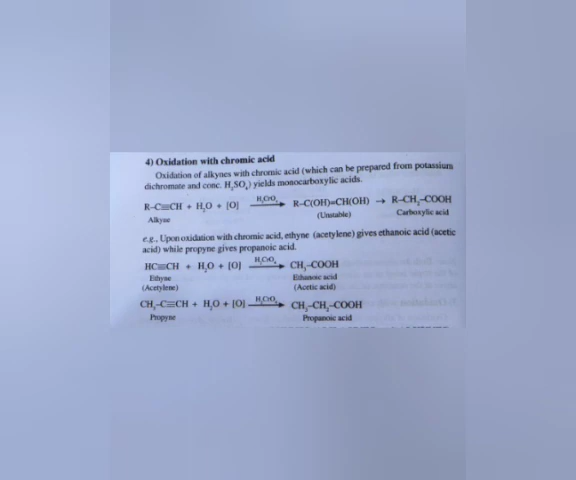 4) Oxidation with chromic acid
Oxidation of alkynes with chromic acid (which can be prepared from potassium
dichromate and conc. H₂SO₄) yields monocarboxylic acids.
R–C≡CH + H₂O + [O] H₂CrO₄ → R–C(OH)=CH(OH) → R–CH₂–COOH
Alkyne (Unstable) Carboxylic acid
e.g., Upon oxidation with chromic acid, ethyne (acetylene) gives ethanoic acid (acetic
acid) while propyne gives propanoic acid.
HC≡CH + H₂O + [O] H₂CrO₄ → CH₃–COOH
Ethyne Ethanoic acid
(Acetylene) (Acetic acid)
CH₃–C≡CH + H₂O + [O] H₂CrO₄ → CH₃–CH₂–COOH
Propyne Propanoic acid